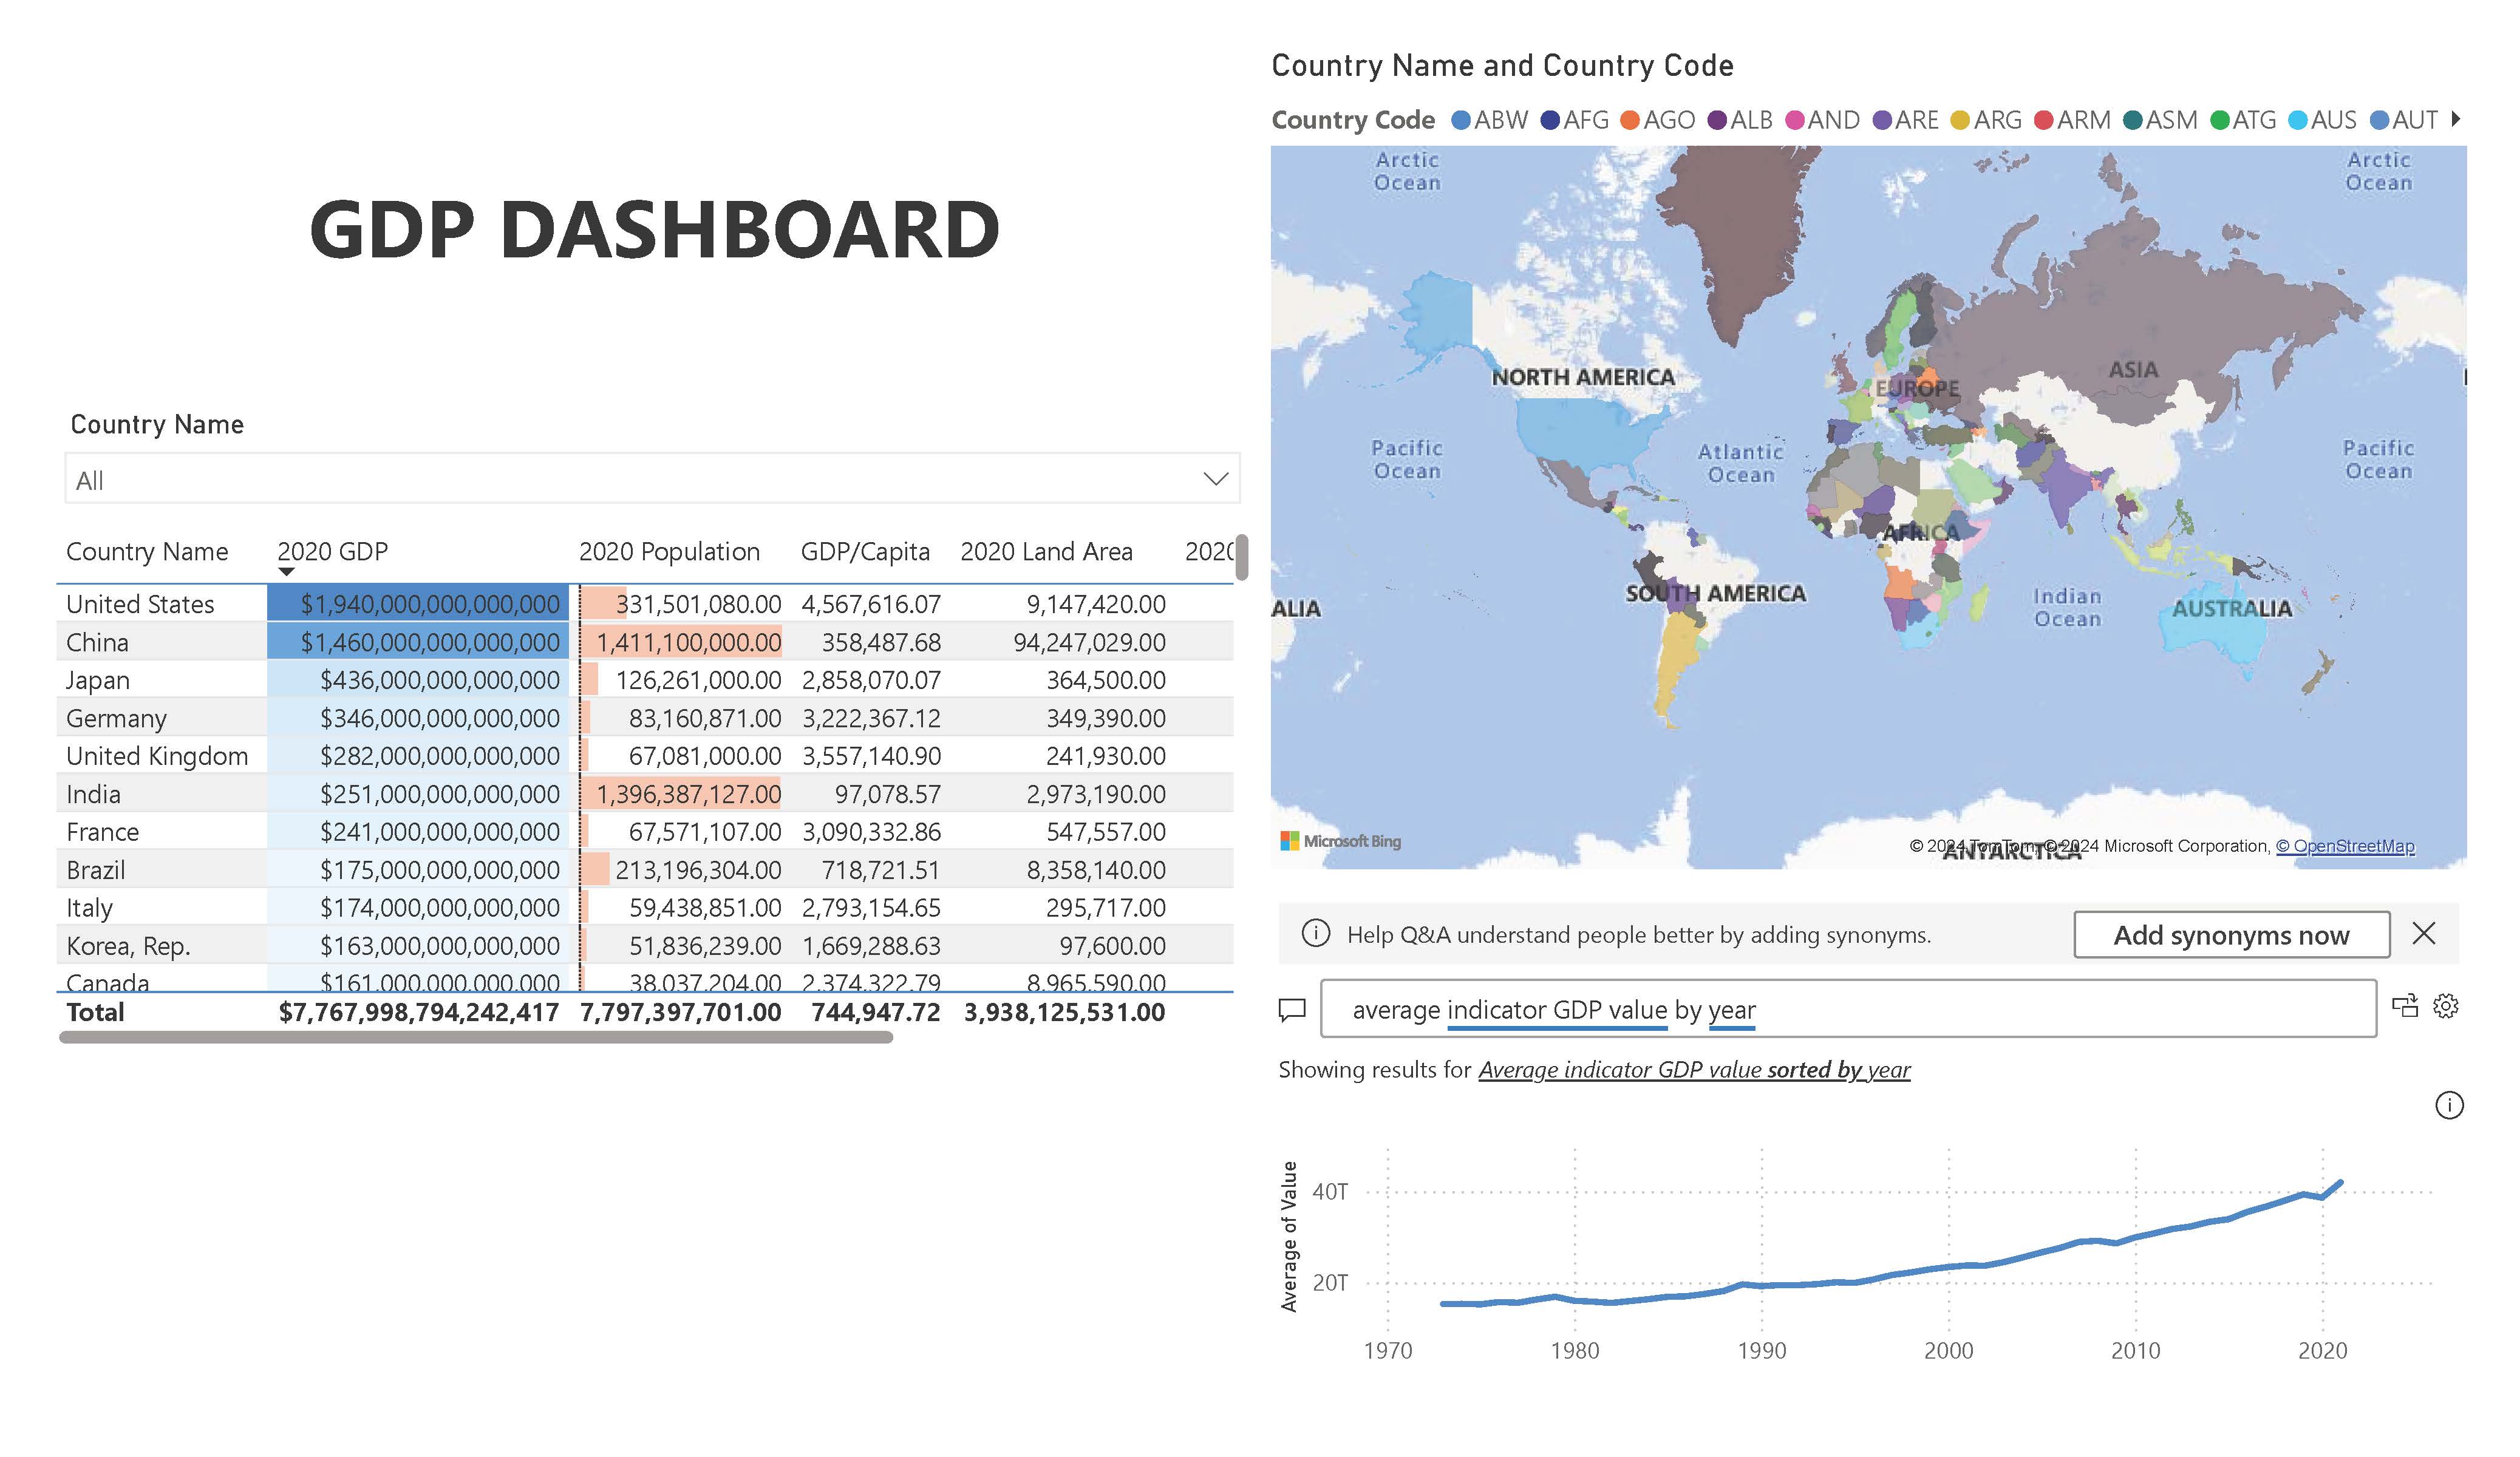 GDP DASHBOARD
Country Name
All
Country Name 2020 GDP 2020 Population GDP/Capita 2020 Land Area 2020
United States $1,940,000,000,000,000 331,501,080.00 4,567,616.07 9,147,420.00
China $1,460,000,000,000,000 1,411,100,000.00 358,487.68 94,247,029.00
Japan $436,000,000,000,000 126,261,000.00 2,858,070.07 364,500.00
Germany $346,000,000,000,000 83,160,871.00 3,222,367.12 349,390.00
United Kingdom $282,000,000,000,000 67,081,000.00 3,557,140.90 241,930.00
India $251,000,000,000,000 1,396,387,127.00 97,078.57 2,973,190.00
France $241,000,000,000,000 67,571,107.00 3,090,332.86 547,557.00
Brazil $175,000,000,000,000 213,196,304.00 718,721.51 8,358,140.00
Italy $174,000,000,000,000 59,438,851.00 2,793,154.65 295,717.00
Korea, Rep. $163,000,000,000,000 51,836,239.00 1,669,288.63 97,600.00
Canada $161,000,000,000,000 38,037,204.00 2,374,322.79 8,965,590.00
Total $7,767,998,794,242,417 7,797,397,701.00 744,947.72 3,938,125,531.00
Country Name and Country Code
Country Code ABW AFG AGO ALB AND ARE ARG ARM ASM ATG AUS AUT
Arctic
Ocean
Arctic
Ocean
NORTH AMERICA
EUROPE
ASIA
Pacific
Ocean
Atlantic
Ocean
Pacific
Ocean
AFRICA
SOUTH AMERICA
ALIA
Indian
Ocean
AUSTRALIA
Microsoft Bing
© 2024 TomTom, © 2024 Microsoft Corporation, © OpenStreetMap
ANTARCTICA
Help Q&A understand people better by adding synonyms.
Add synonyms now
average indicator GDP value by year
Showing results for Average indicator GDP value sorted by year
Average of Value
40T
20T
1970 1980 1990 2000 2010 2020